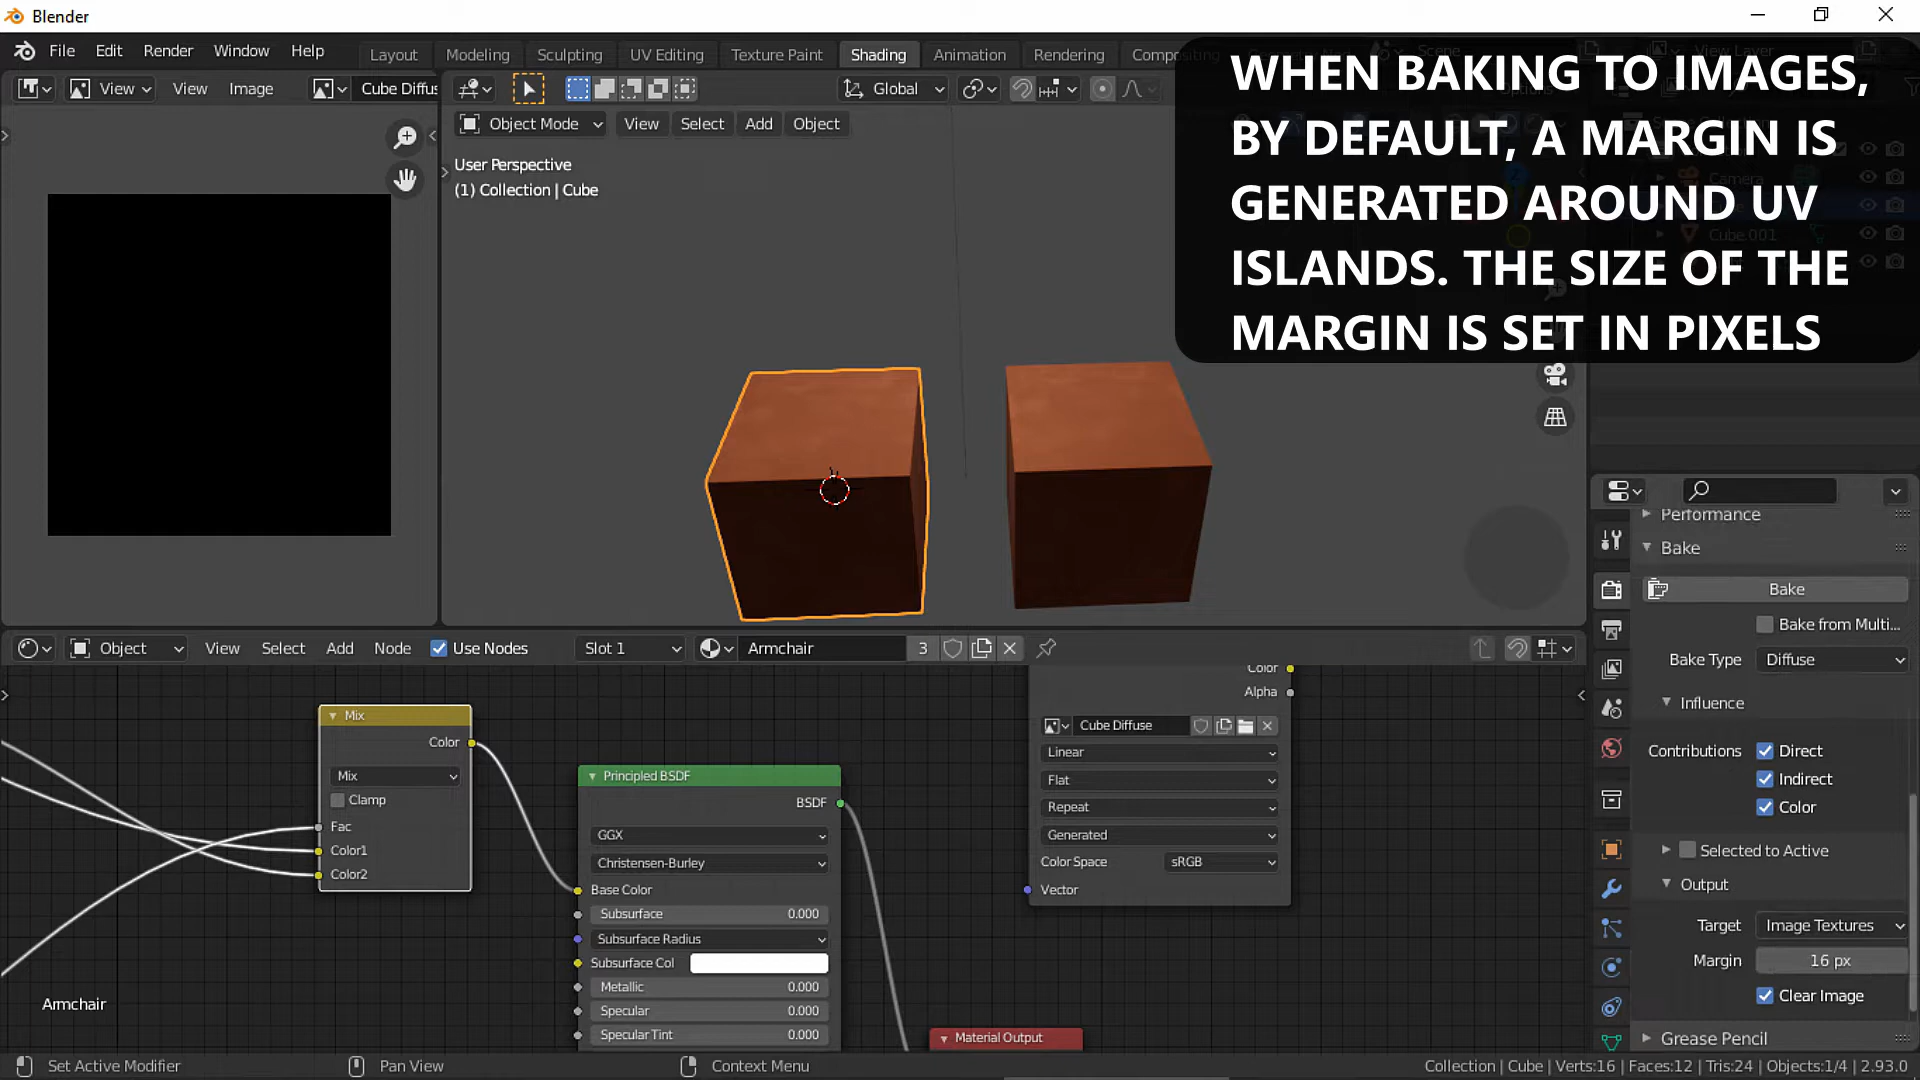 Blender
File Edit Render Window Help Layout Modeling Sculpting UV Editing Texture Paint Shading Animation Rendering
View View Image Cube Diffus Global
Object Mode View Select Add Object
User Perspective
(1) Collection | Cube
WHEN BAKING TO IMAGES,
BY DEFAULT, A MARGIN IS
GENERATED AROUND UV
ISLANDS. THE SIZE OF THE
MARGIN IS SET IN PIXELS
Camera
Cube.001
Performance
Bake
Bake
Bake from Multi...
Bake Type Diffuse
Influence
Contributions Direct
Indirect
Color
Selected to Active
Output
Target Image Textures
Margin 16 px
Clear Image
Grease Pencil
Object View Select Add Node Use Nodes Slot 1 Armchair 3
Mix
Color
Mix
Clamp
Fac
Color1
Color2
Principled BSDF
BSDF
GGX
Christensen-Burley
Base Color
Subsurface 0.000
Subsurface Radius
Subsurface Col
Metallic 0.000
Specular 0.000
Specular Tint 0.000
Color
Alpha
Cube Diffuse
Linear
Flat
Repeat
Generated
Color Space sRGB
Vector
Material Output
Armchair
Set Active Modifier Pan View Context Menu Collection | Cube | Verts:16 | Faces:12 | Tris:24 | Objects:1/4 | 2.93.0